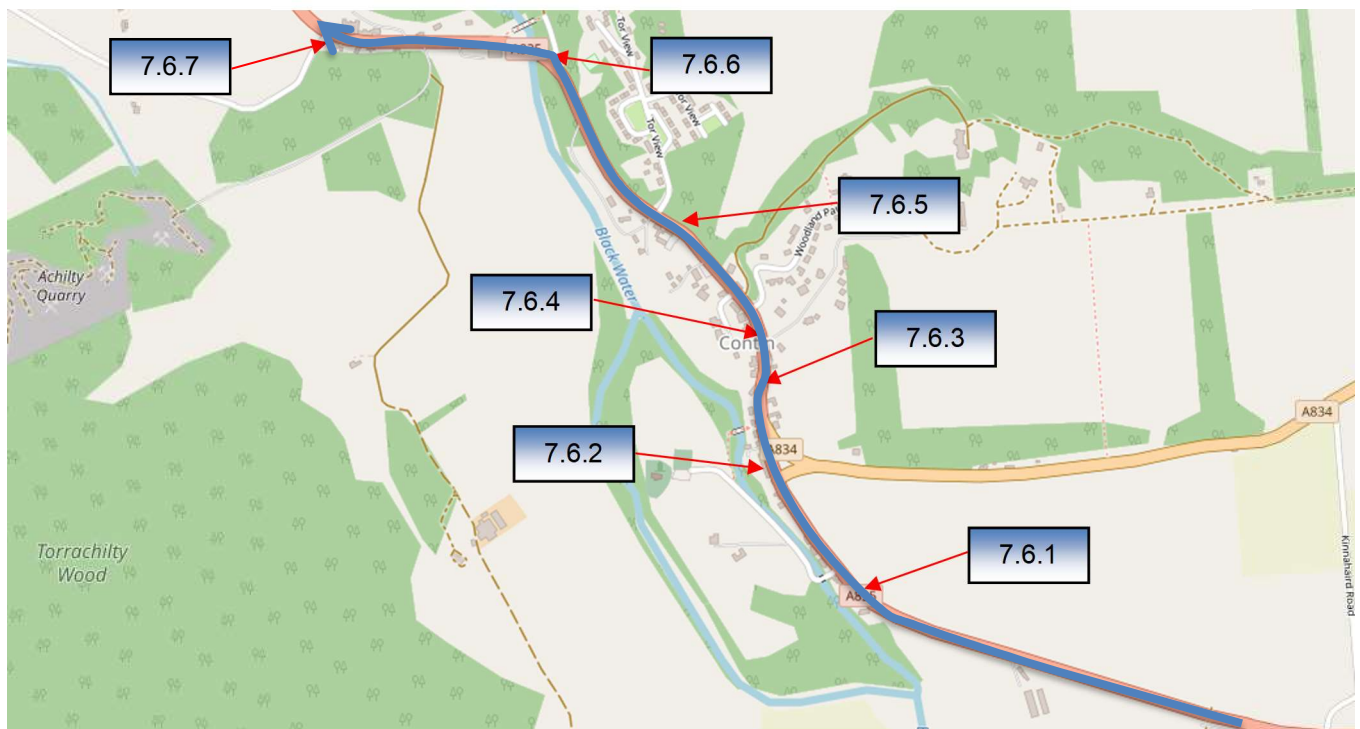 7.6.7
7.6.6
Tor View
Tor View
Tor View
7.6.5
Woodland Pa
Black Water
7.6.4
Achilty
Quarry
Contin
7.6.3
A834
7.6.2
A834
7.6.1
Torrachilty
Wood
Kinnahaird Road